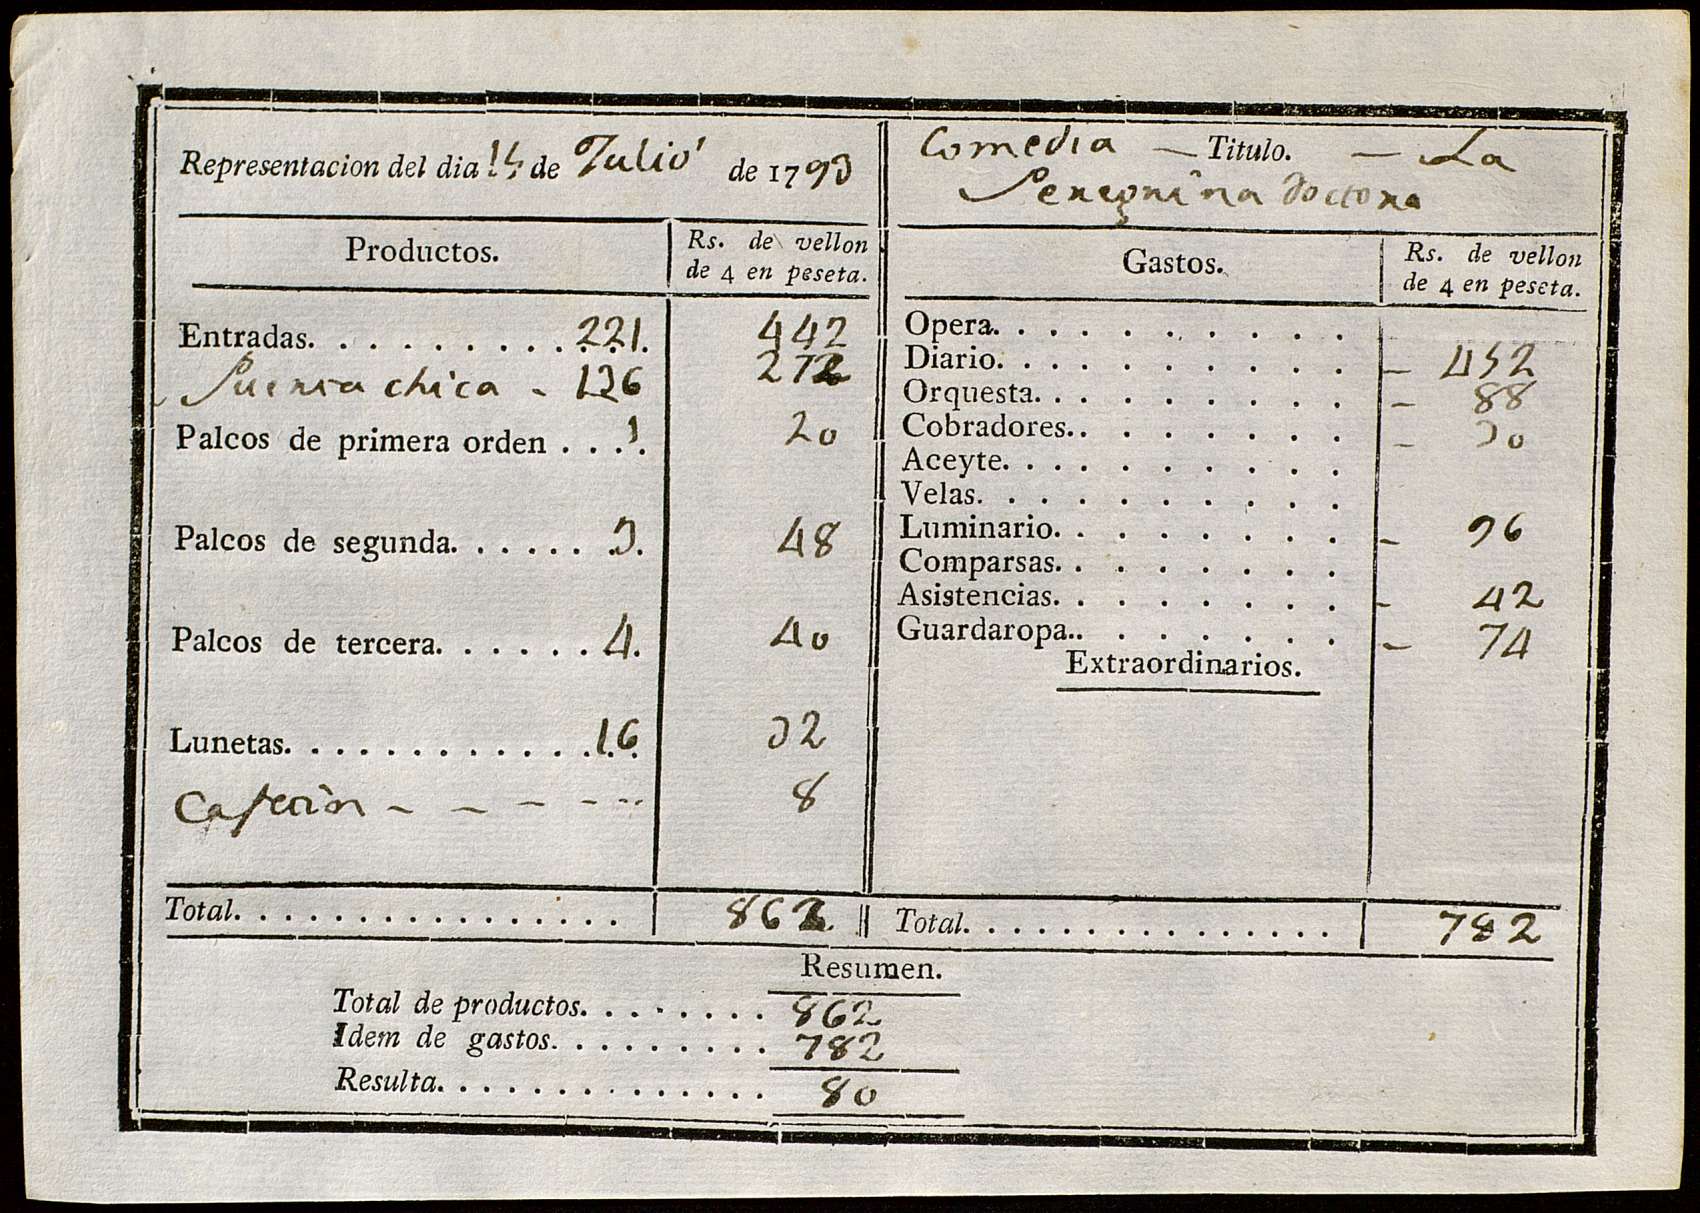 Representacion del dia 14 de Julio de 1793
Productos.
Rs. de vellon
de 4 en peseta.
Entradas. . . . . . . . . . 221. 442
Puerta chica - 136 272
Palcos de primera orden . . . 1. 20
Palcos de segunda. . . . . . 3. 48
Palcos de tercera. . . . . . 4. 40
Lunetas. . . . . . . . . . . . . 16. 32
8
Total. . . . . . . . . . . . . . . . 862
Comedia — Titulo. — La
Peregrina Doctora
Gastos.
Rs. de vellon
de 4 en peseta.
Opera. . . . . . . . . .
Diario. . . . . . . . . . - 452
Orquesta. . . . . . . . . - 88
Cobradores.. . . . . . . - 30
Aceyte. . . . . . . . . .
Velas. . . . . . . . . .
Luminario. . . . . . . . - 96
Comparsas. . . . . . . .
Asistencias. . . . . . . . - 42
Guardaropa.. . . . . . . - 74
Extraordinarios.
Total. . . . . . . . . . . . . . . . 782
Resumen.
Total de productos. . . . . . . . 862
Idem de gastos. . . . . . . . . 782
Resulta. . . . . . . . . . . . . . 80